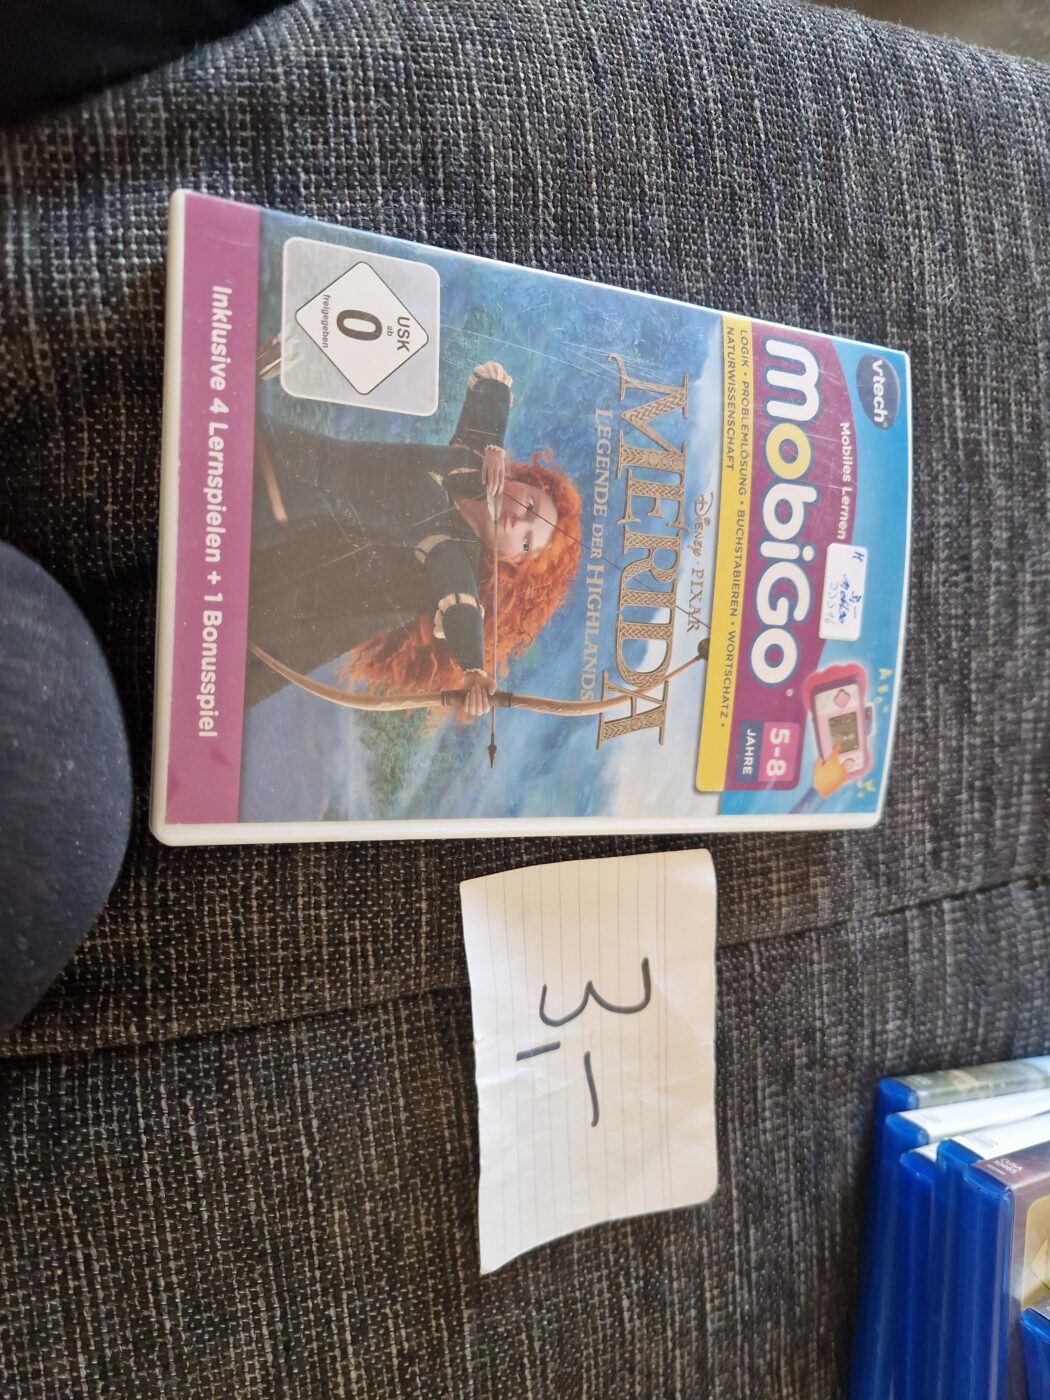 vtech
Mobiles Lernen
mobiGO®
5-8
JAHRE
LOGIK • PROBLEMLÖSUNG • BUCHSTABIEREN • WORTSCHATZ •
NATURWISSENSCHAFT
DISNEY · PIXAR
MERIDA
LEGENDE DER HIGHLANDS
USK
ab
0
freigegeben
Inklusive 4 Lernspielen + 1 Bonusspiel
3,-